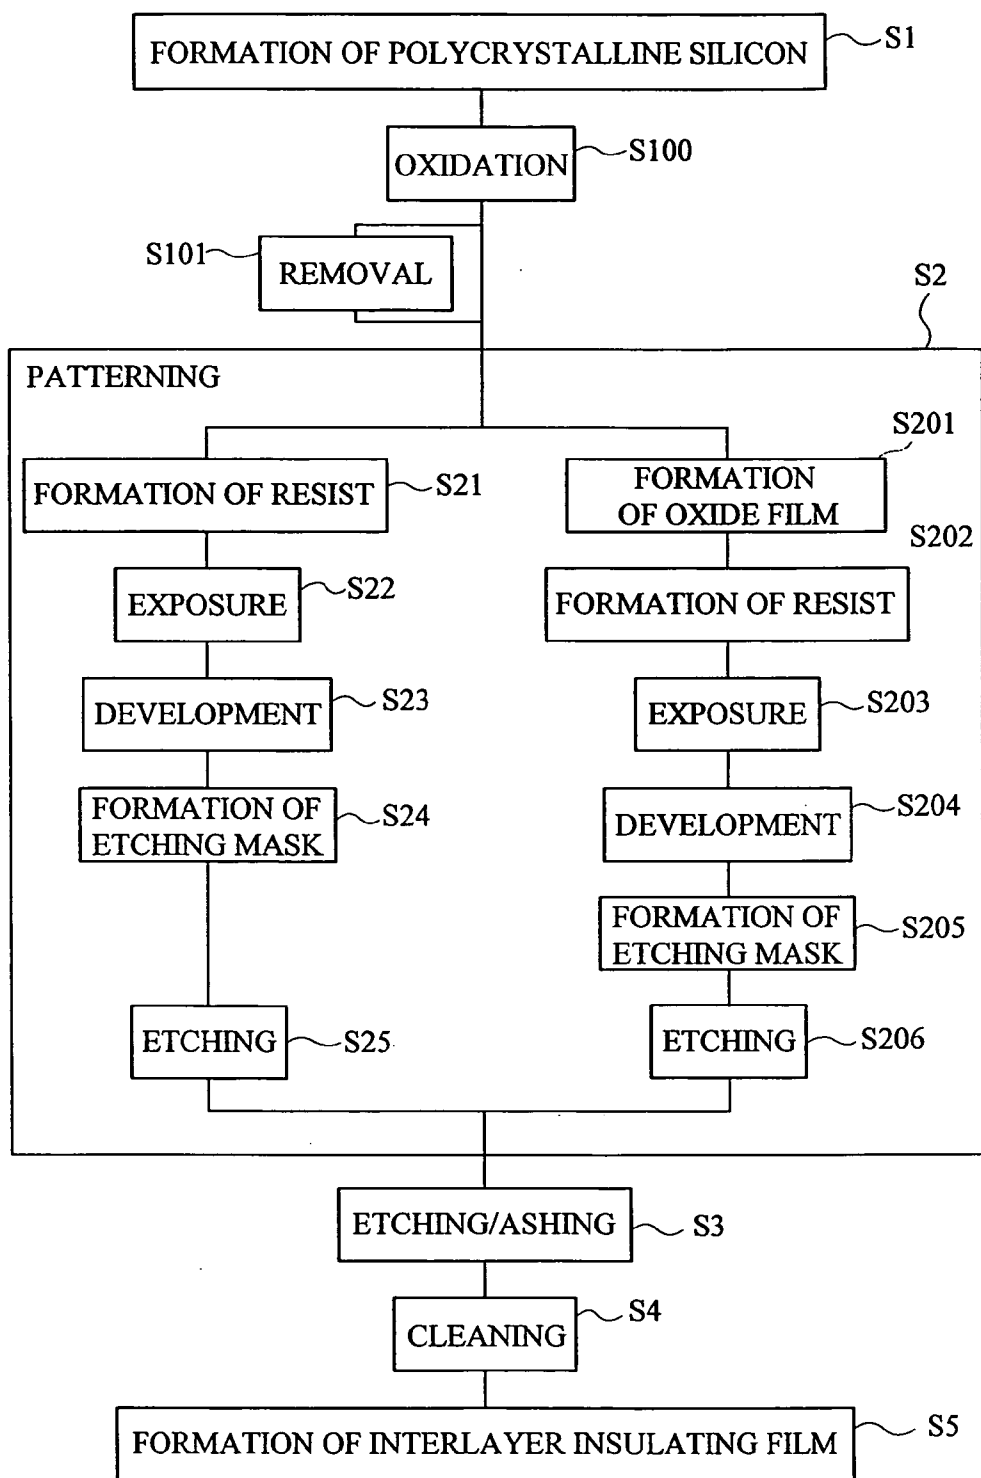 FORMATION OF POLYCRYSTALLINE SILICON
S1
OXIDATION
S100
S101
REMOVAL
S2
PATTERNING
FORMATION OF RESIST
S21
EXPOSURE
S22
DEVELOPMENT
S23
FORMATION OF
ETCHING MASK
S24
ETCHING
S25
S201
FORMATION
OF OXIDE FILM
S202
FORMATION OF RESIST
EXPOSURE
S203
DEVELOPMENT
S204
FORMATION OF
ETCHING MASK
S205
ETCHING
S206
ETCHING/ASHING
S3
CLEANING
S4
FORMATION OF INTERLAYER INSULATING FILM
S5